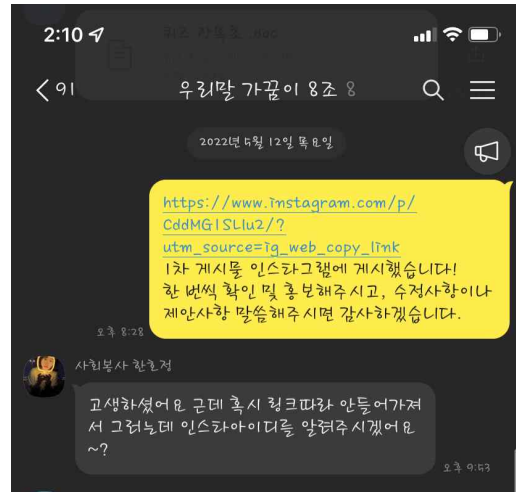 2:10
91 우리말 가꿈이 8조 8
2022년 5월 12일 목요일
https://www.instagram.com/p/
CddMG1SLIu2/?
utm_source=ig_web_copy_link
1차 게시물 인스타그램에 게시했습니다!
한 번씩 확인 및 홍보해주시고, 수정사항이나
제안사항 말씀해주시면 감사하겠습니다.
오후 8:28
사회봉사 한효정
고생하셨어요 근데 혹시 링크따라 안들어가져
서 그러는데 인스타아이디를 알려주시겠어요
~?
오후 9:53